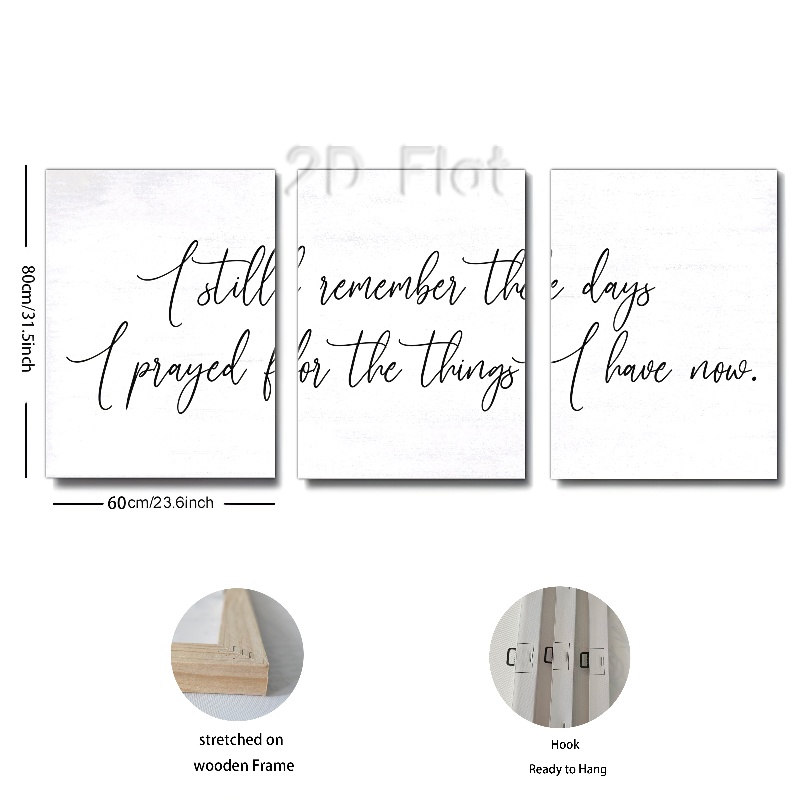 2D Flat
I still remember the days
I prayed for the things I have now.
80cm/31.5inch
60cm/23.6inch
stretched on
wooden Frame
Hook
Ready to Hang